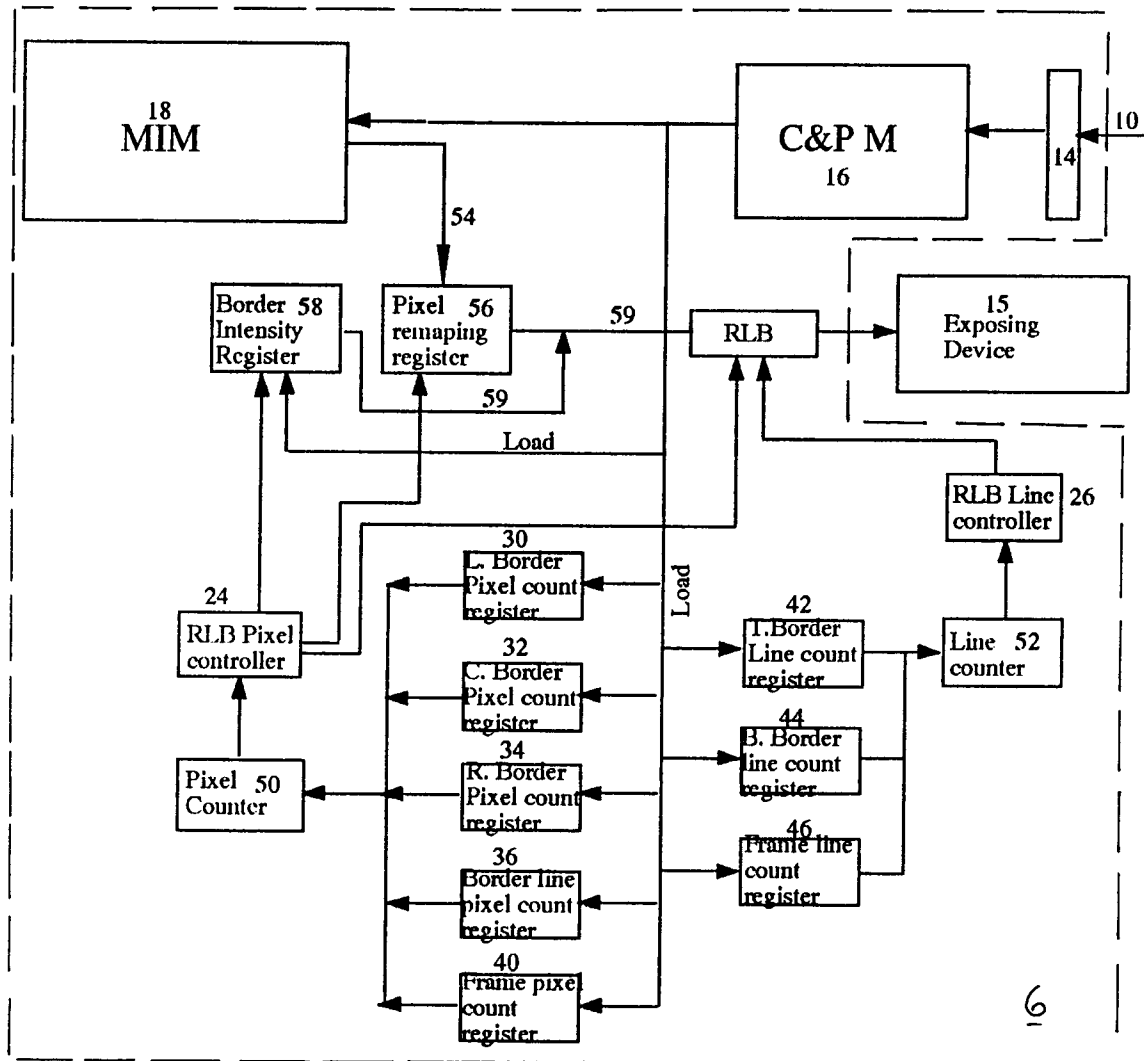 18
MIM
C&P M
16
14
10
54
Border 58
Intensity
Register
Pixel 56
remaping
register
59
RLB
15
Exposing
Device
59
Load
RLB Line
controller
26
30
L. Border
Pixel count
register
Load
24
RLB Pixel
controller
32
C. Border
Pixel count
register
42
T.Border
Line count
register
Line 52
counter
34
R. Border
Pixel count
register
44
B. Border
line count
register
Pixel 50
Counter
36
Border line
pixel count
register
46
Frame line
count
register
40
Frame pixel
count
register
6